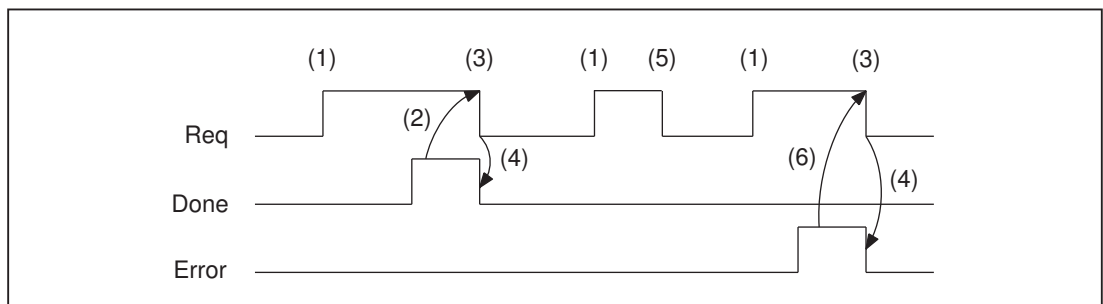 (1) (3) (1) (5) (1) (3)
(2)
Req
(6)
(4) (4)
Done
Error